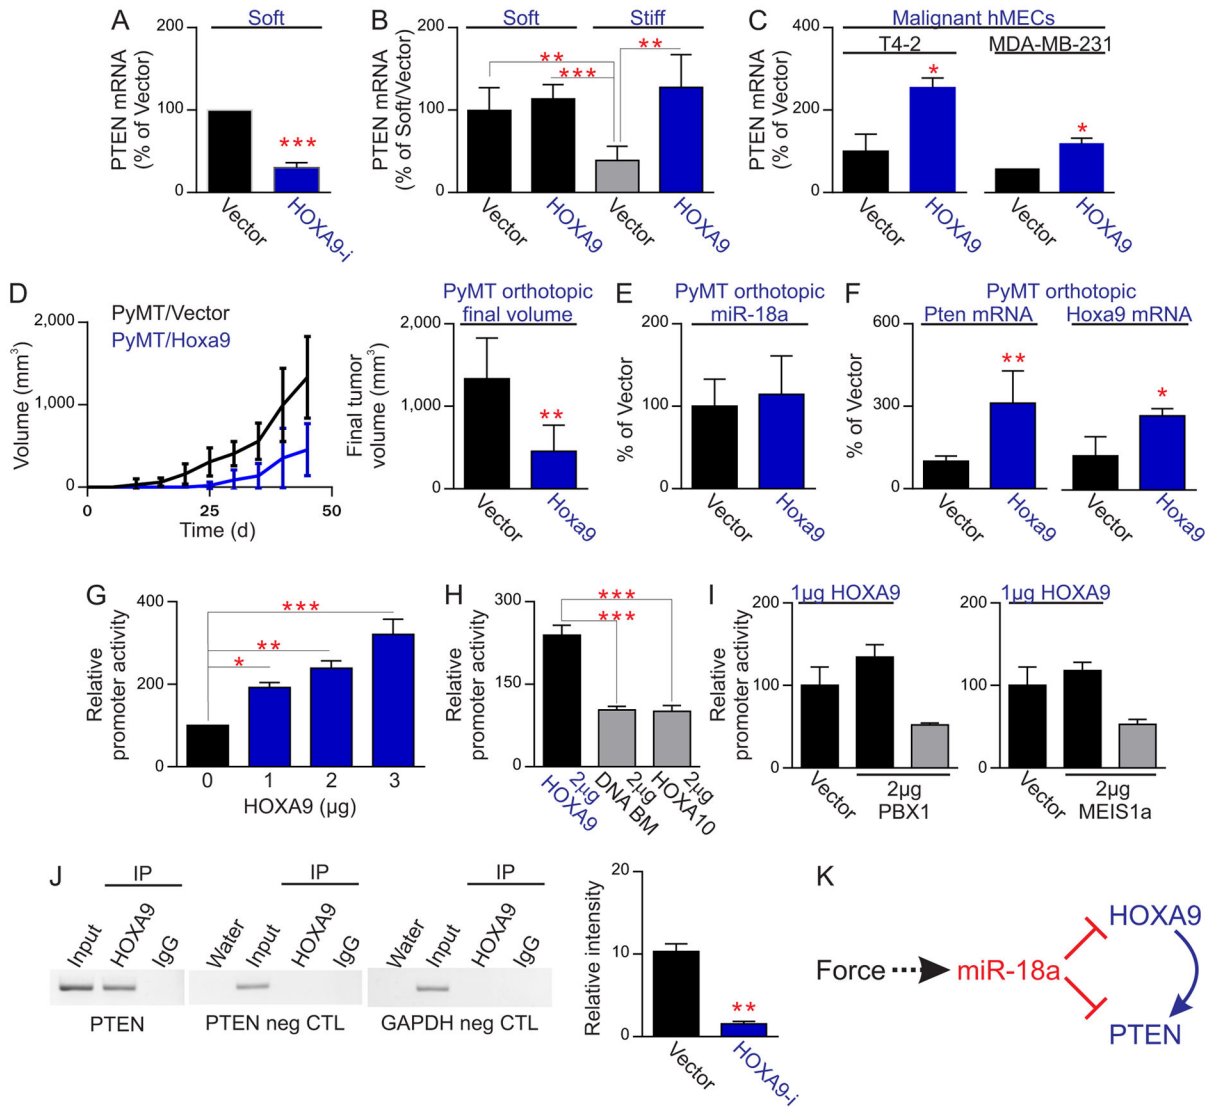 A
Soft
PTEN mRNA
(% of Vector)
200
100
0
***
Vector
HOXA9-i
B
Soft
Stiff
PTEN mRNA
(% of Soft/Vector)
200
100
0
**
***
**
Vector
HOXA9
Vector
HOXA9
C
Malignant hMECs
T4-2
MDA-MB-231
PTEN mRNA
(% of Vector)
400
200
0
*
*
Vector
HOXA9
Vector
HOXA9
D
PyMT/Vector
PyMT/Hoxa9
Volume (mm³)
2,000
1,000
0
0
25
50
Time (d)
PyMT orthotopic
final volume
Final tumor
volume (mm³)
2,000
1,000
0
**
Vector
Hoxa9
E
PyMT orthotopic
miR-18a
% of Vector
200
100
0
Vector
Hoxa9
F
PyMT orthotopic
Pten mRNA
Hoxa9 mRNA
% of Vector
600
300
0
**
*
Vector
Hoxa9
Vector
Hoxa9
G
Relative
promoter activity
400
200
0
*
**
***
0 1 2 3
HOXA9 (µg)
H
Relative
promoter activity
300
150
0
***
***
2µg
HOXA9
2µg
DNA BM
2µg
HOXA10
I
1µg HOXA9
Relative
promoter activity
200
100
0
Vector
2µg
PBX1
1µg HOXA9
200
100
0
Vector
2µg
MEIS1a
J
IP
Input
HOXA9
IgG
PTEN
IP
Water
Input
HOXA9
IgG
PTEN neg CTL
IP
Water
Input
HOXA9
IgG
GAPDH neg CTL
Relative intensity
20
10
0
**
Vector
HOXA9-i
K
Force
miR-18a
HOXA9
PTEN